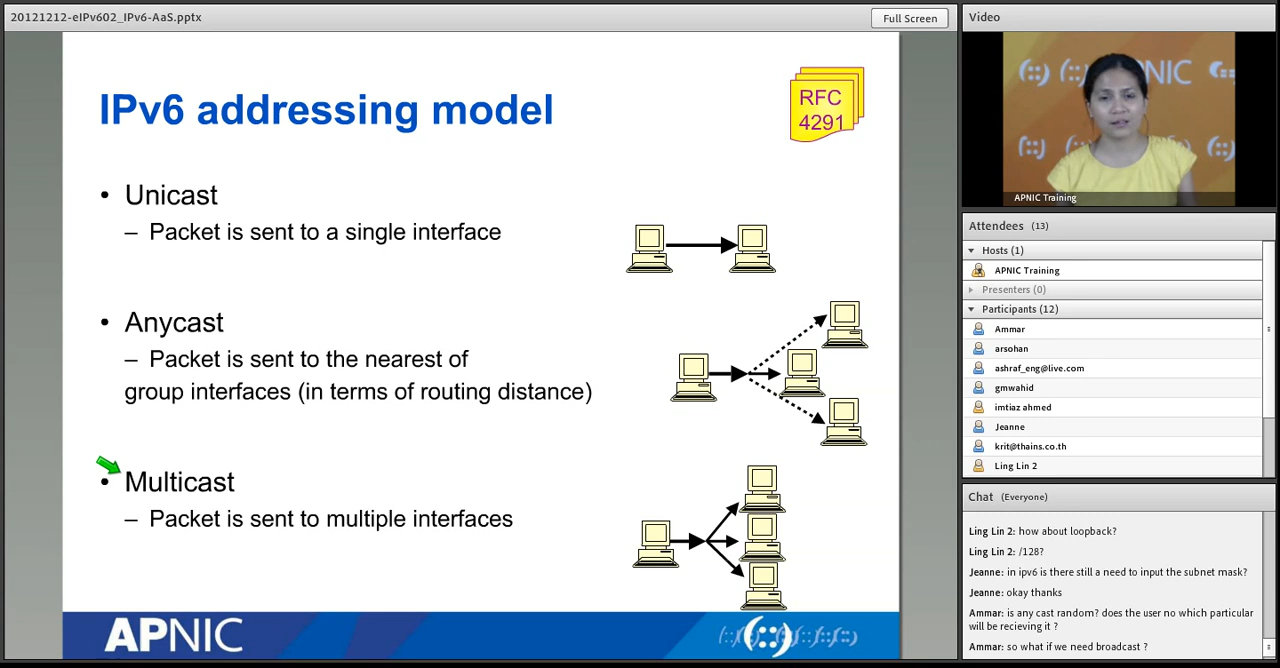 20121212-eIPv602_IPv6-AaS.pptx
Full Screen
IPv6 addressing model
RFC
4291
• Unicast
– Packet is sent to a single interface
• Anycast
– Packet is sent to the nearest of
group interfaces (in terms of routing distance)
• Multicast
– Packet is sent to multiple interfaces
APNIC
(::) (::) (::) (::) (::)
Video
(::) (::) APNIC (::)
(::) (::) (::)
APNIC Training
Attendees (13)
Hosts (1)
APNIC Training
Presenters (0)
Participants (12)
Ammar
arsohan
ashraf_eng@live.com
gmwahid
imtiaz ahmed
Jeanne
krit@thains.co.th
Ling Lin 2
Chat (Everyone)
Ling Lin 2: how about loopback?
Ling Lin 2: /128?
Jeanne: in ipv6 is there still a need to input the subnet mask?
Jeanne: okay thanks
Ammar: is any cast random? does the user no which particular
will be recieving it ?
Ammar: so what if we need broadcast ?